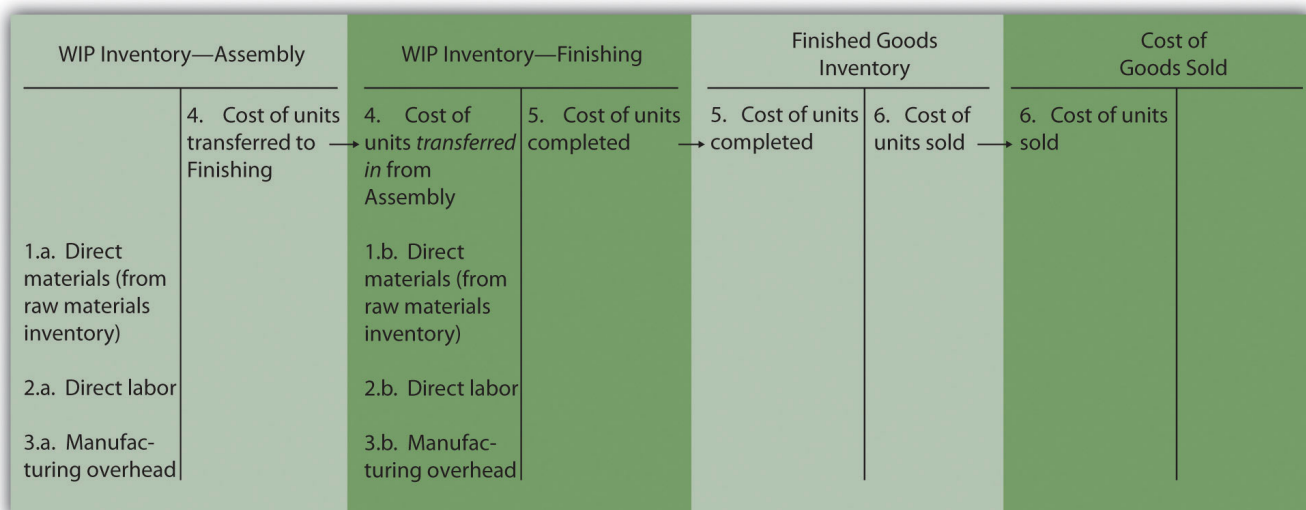 WIP Inventory—Assembly
4. Cost of units
transferred to
Finishing
1.a. Direct
materials (from
raw materials
inventory)
2.a. Direct labor
3.a. Manufac-
turing overhead
WIP Inventory—Finishing
4. Cost of
units transferred
in from
Assembly
1.b. Direct
materials (from
raw materials
inventory)
2.b. Direct labor
3.b. Manufac-
turing overhead
5. Cost of units
completed
Finished Goods
Inventory
5. Cost of units
completed
6. Cost of
units sold
Cost of
Goods Sold
6. Cost of units
sold